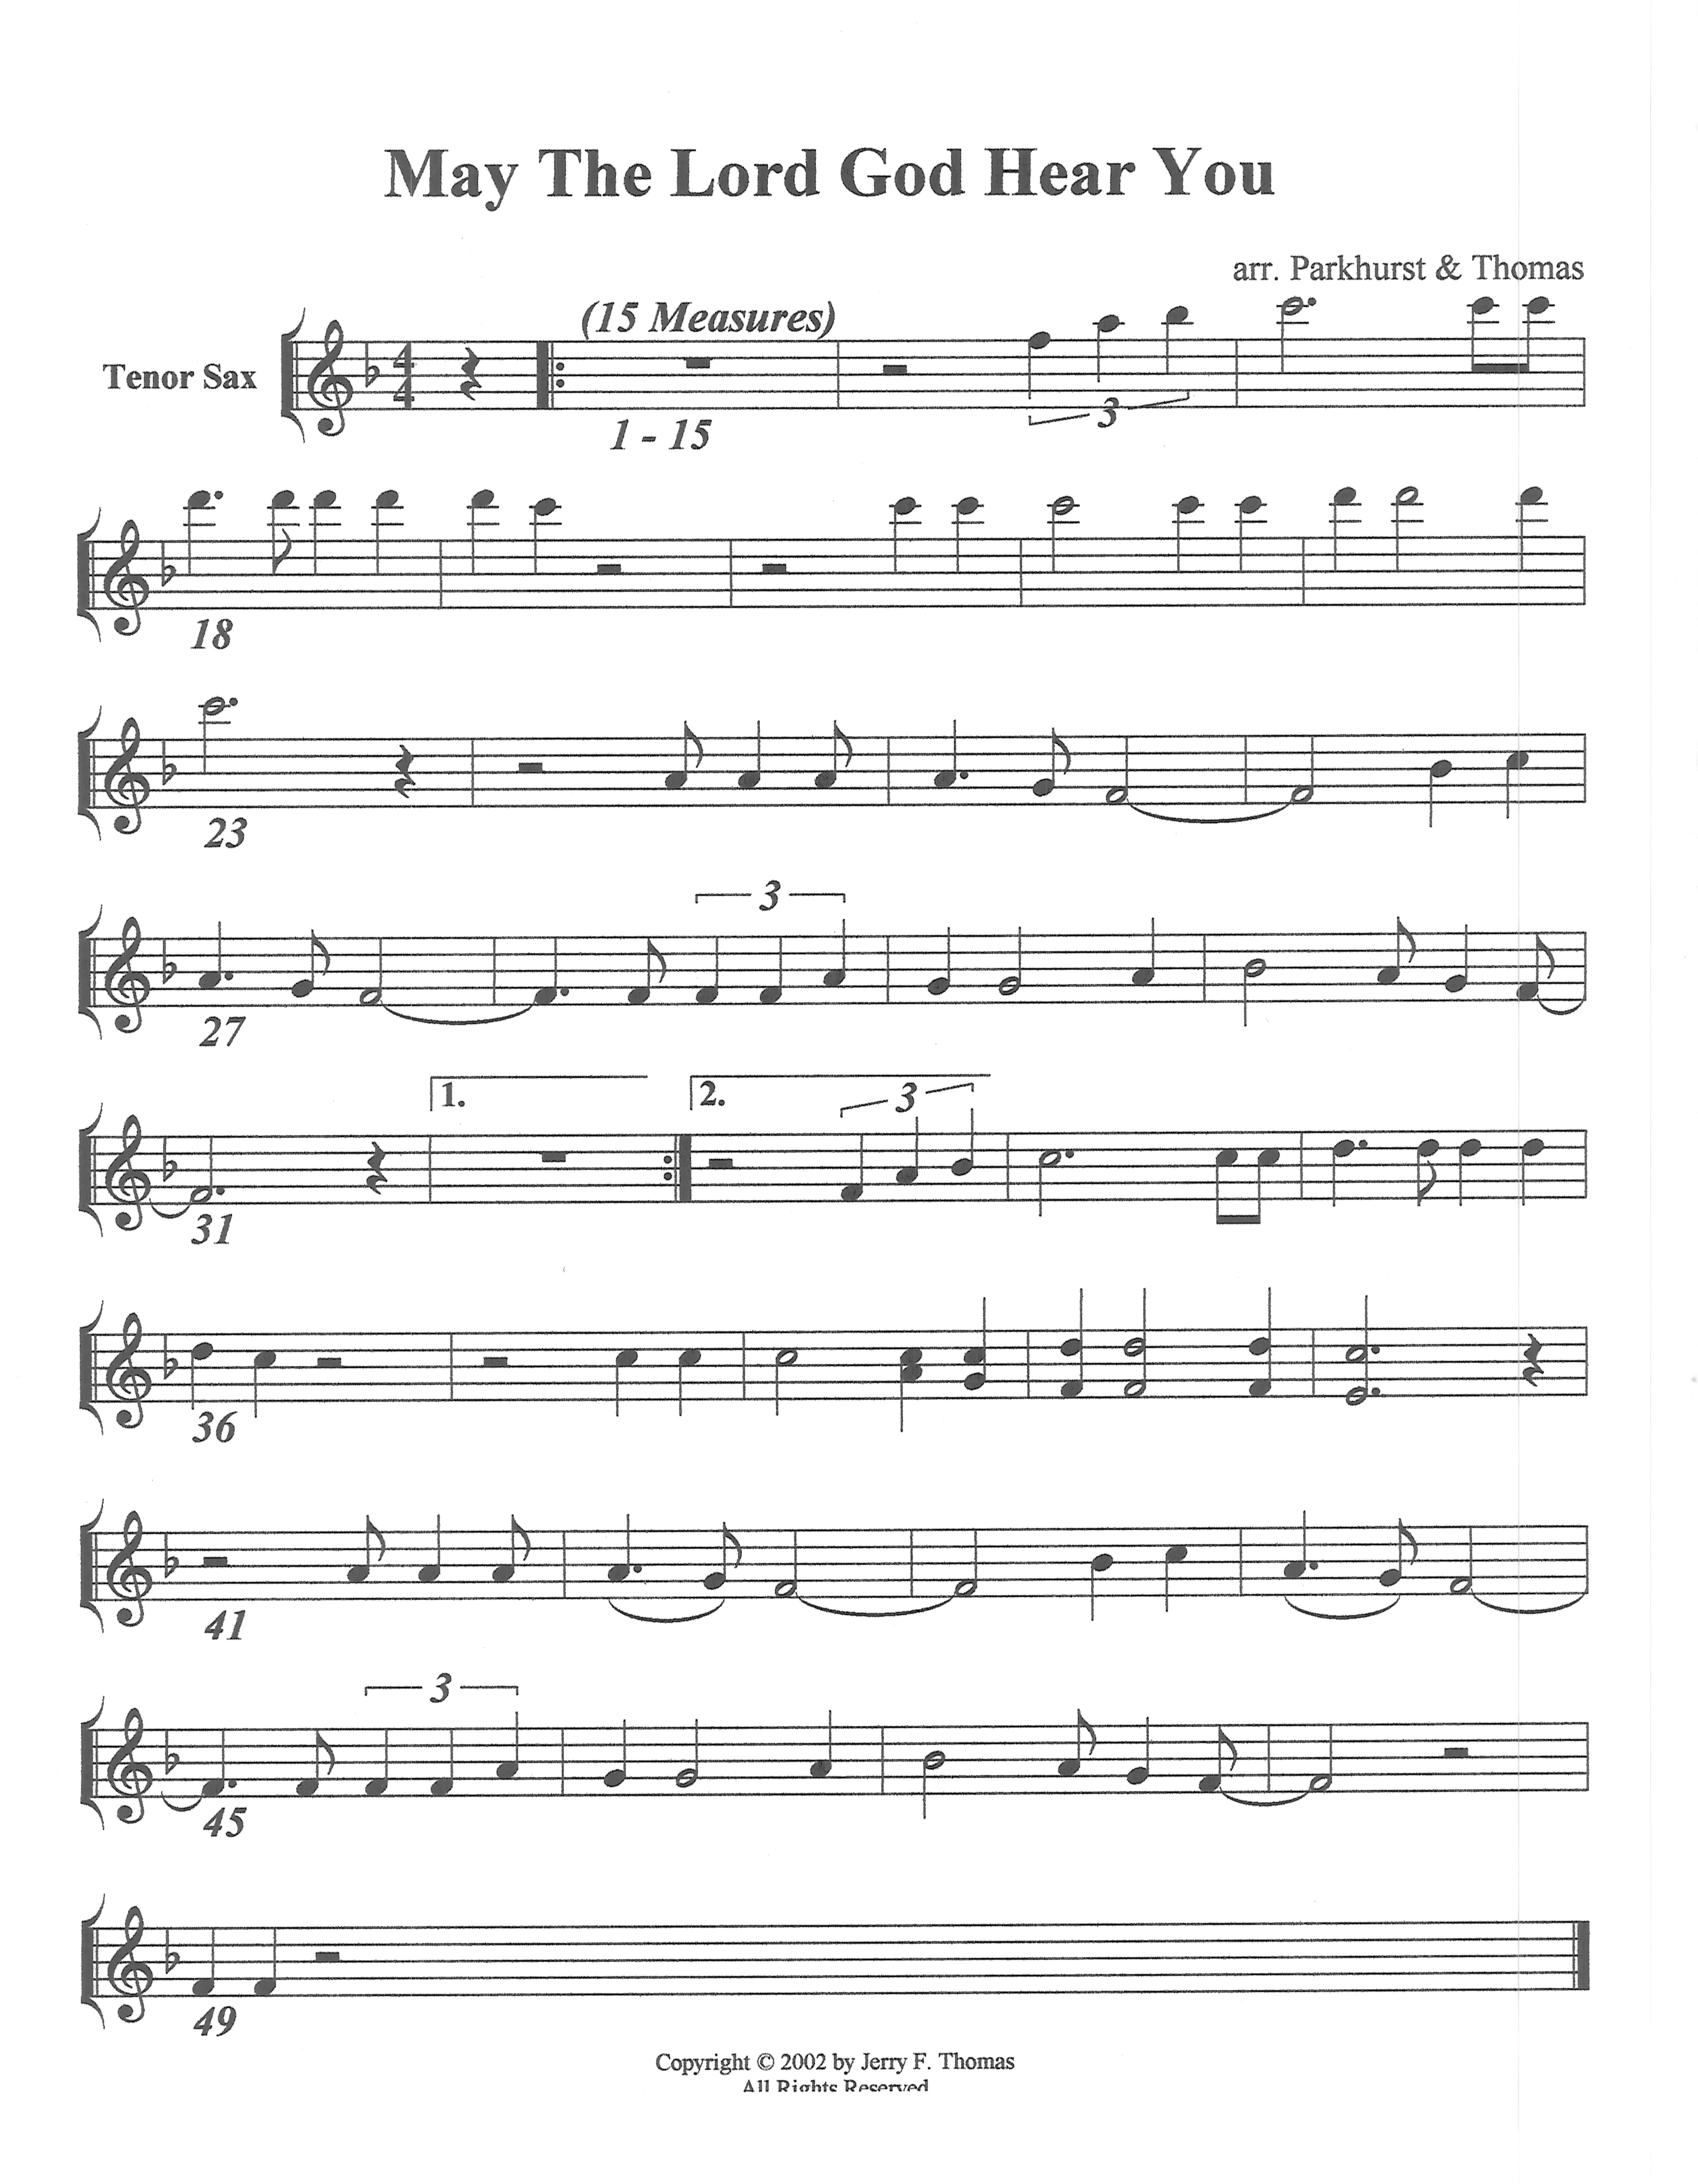 May The Lord God Hear You
arr. Parkhurst & Thomas
(15 Measures)
Tenor Sax
4
4
3
1 - 15
18
23
3
27
1.
2.
3
31
36
41
3
45
49
Copyright © 2002 by Jerry F. Thomas
All Rights Reserved